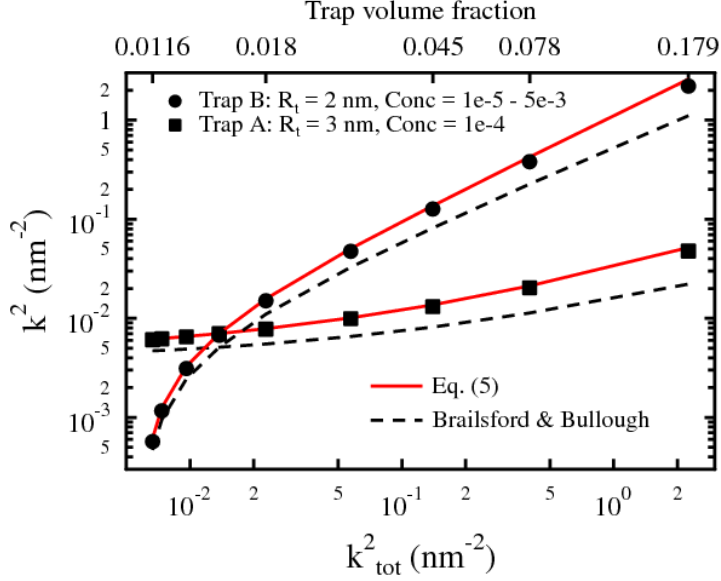 Trap volume fraction
0.0116 0.018 0.045 0.078 0.179
Trap B: R_t = 2 nm, Conc = 1e-5 - 5e-3
Trap A: R_t = 3 nm, Conc = 1e-4
2
1
5
2
10^-1
5
2
10^-2
5
2
10^-3
5
k^2 (nm^-2)
Eq. (5)
Brailsford & Bullough
10^-2 2 5 10^-1 2 5 10^0 2
k^2_tot (nm^-2)